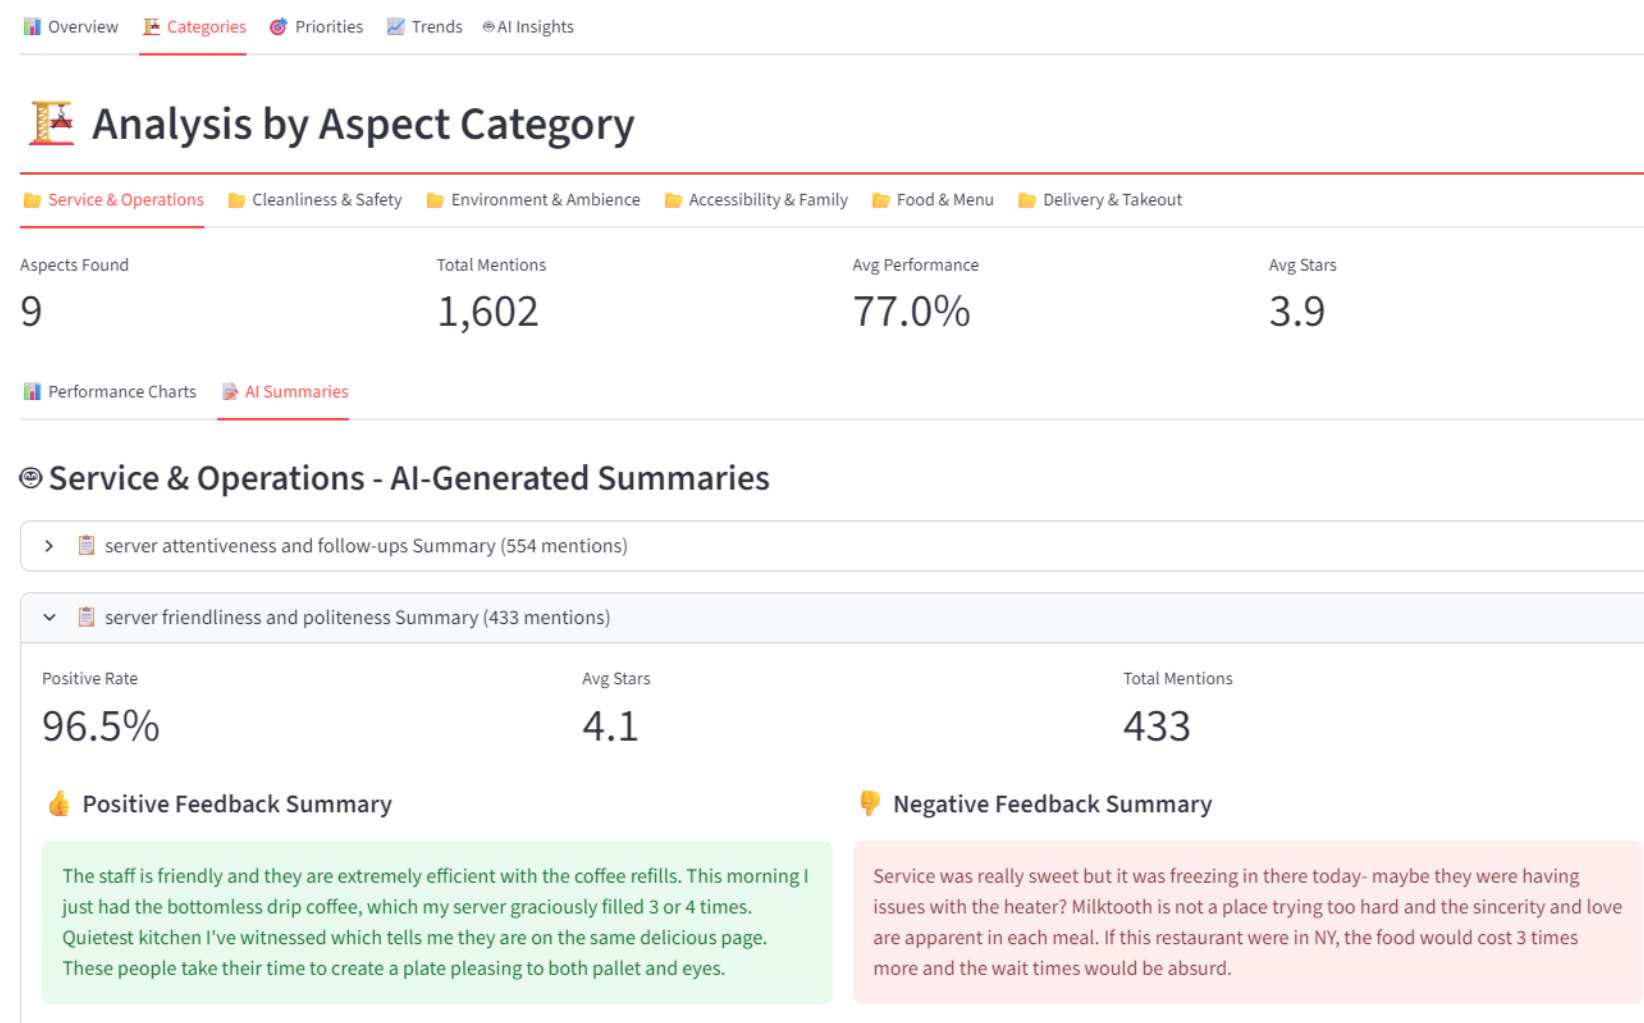 Overview Categories Priorities Trends AI Insights
Analysis by Aspect Category
Service & Operations Cleanliness & Safety Environment & Ambience Accessibility & Family Food & Menu Delivery & Takeout
Aspects Found Total Mentions Avg Performance Avg Stars
9 1,602 77.0% 3.9
Performance Charts AI Summaries
Service & Operations - AI-Generated Summaries
server attentiveness and follow-ups Summary (554 mentions)
server friendliness and politeness Summary (433 mentions)
Positive Rate Avg Stars Total Mentions
96.5% 4.1 433
Positive Feedback Summary
The staff is friendly and they are extremely efficient with the coffee refills. This morning I
just had the bottomless drip coffee, which my server graciously filled 3 or 4 times.
Quietest kitchen I've witnessed which tells me they are on the same delicious page.
These people take their time to create a plate pleasing to both pallet and eyes.
Negative Feedback Summary
Service was really sweet but it was freezing in there today- maybe they were having
issues with the heater? Milktooth is not a place trying too hard and the sincerity and love
are apparent in each meal. If this restaurant were in NY, the food would cost 3 times
more and the wait times would be absurd.